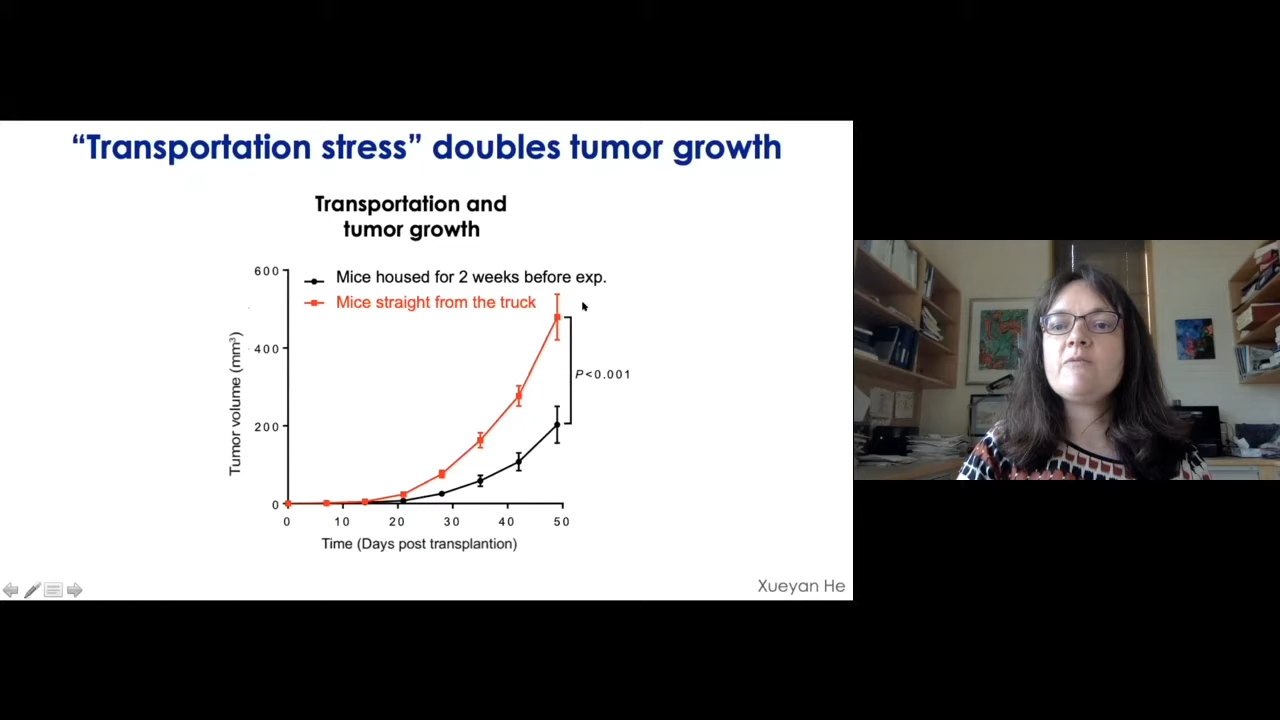 “Transportation stress” doubles tumor growth
Transportation and
tumor growth
Mice housed for 2 weeks before exp.
Mice straight from the truck
600
400
200
0
Tumor volume (mm³)
P<0.001
0 10 20 30 40 50
Time (Days post transplantion)
Xueyan He